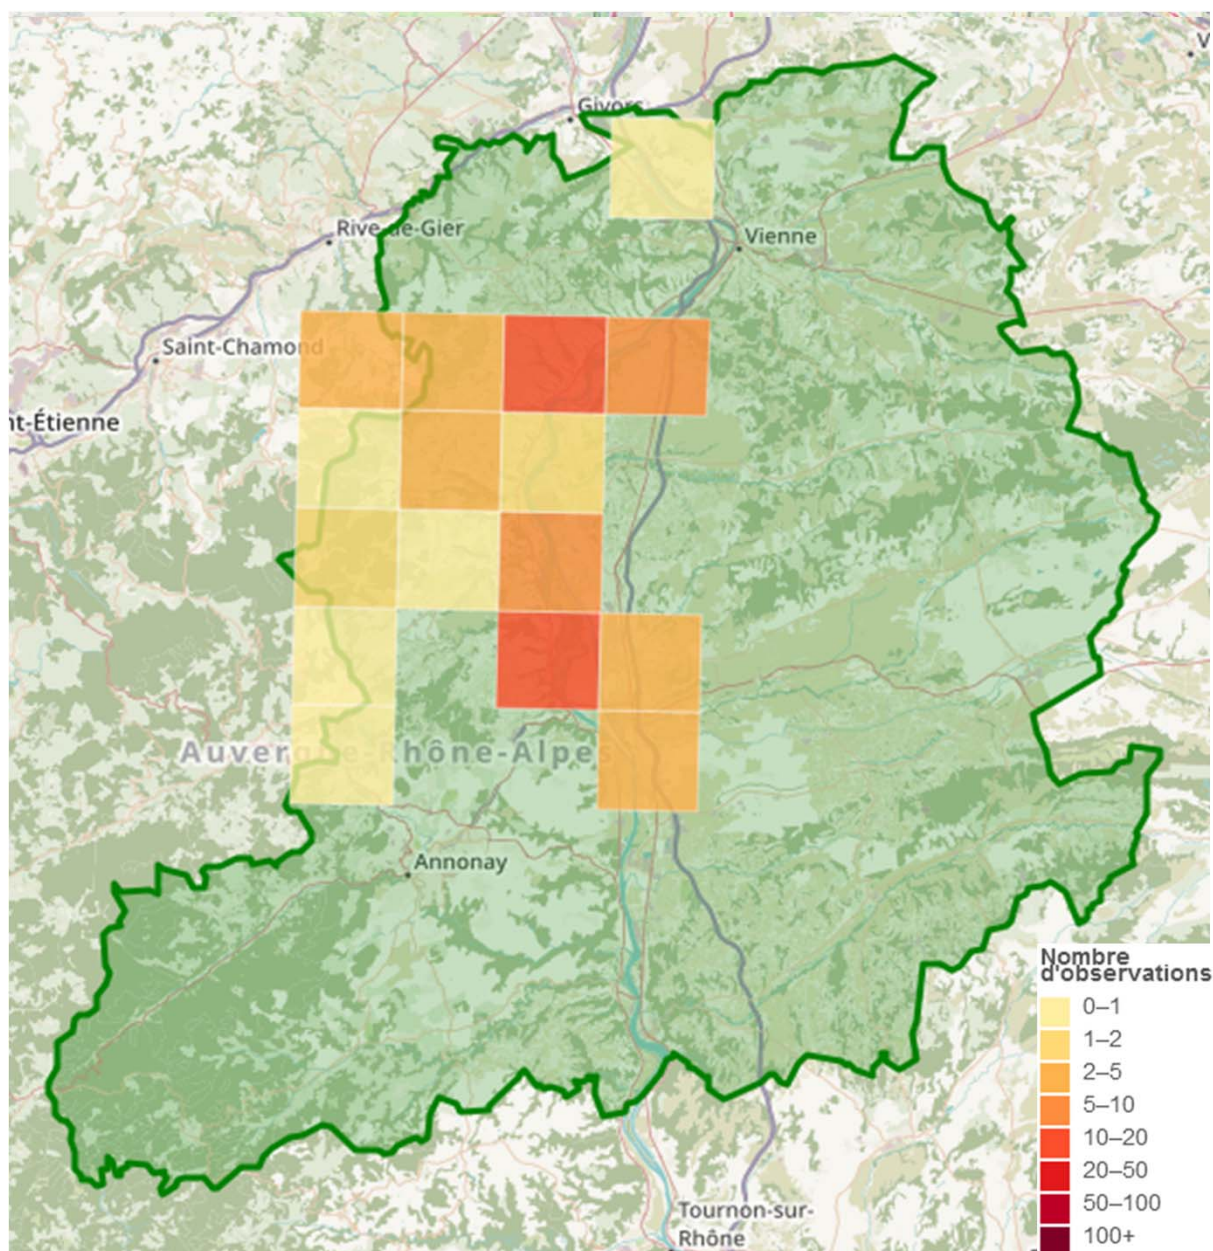 V
Givors
Rive-de-Gier
Vienne
Saint-Chamond
nt-Étienne
Auvergne-Rhône-Alpes
Annonay
Nombre
d'observations
0–1
1–2
2–5
5–10
10–20
20–50
50–100
100+
Tournon-sur-
Rhône